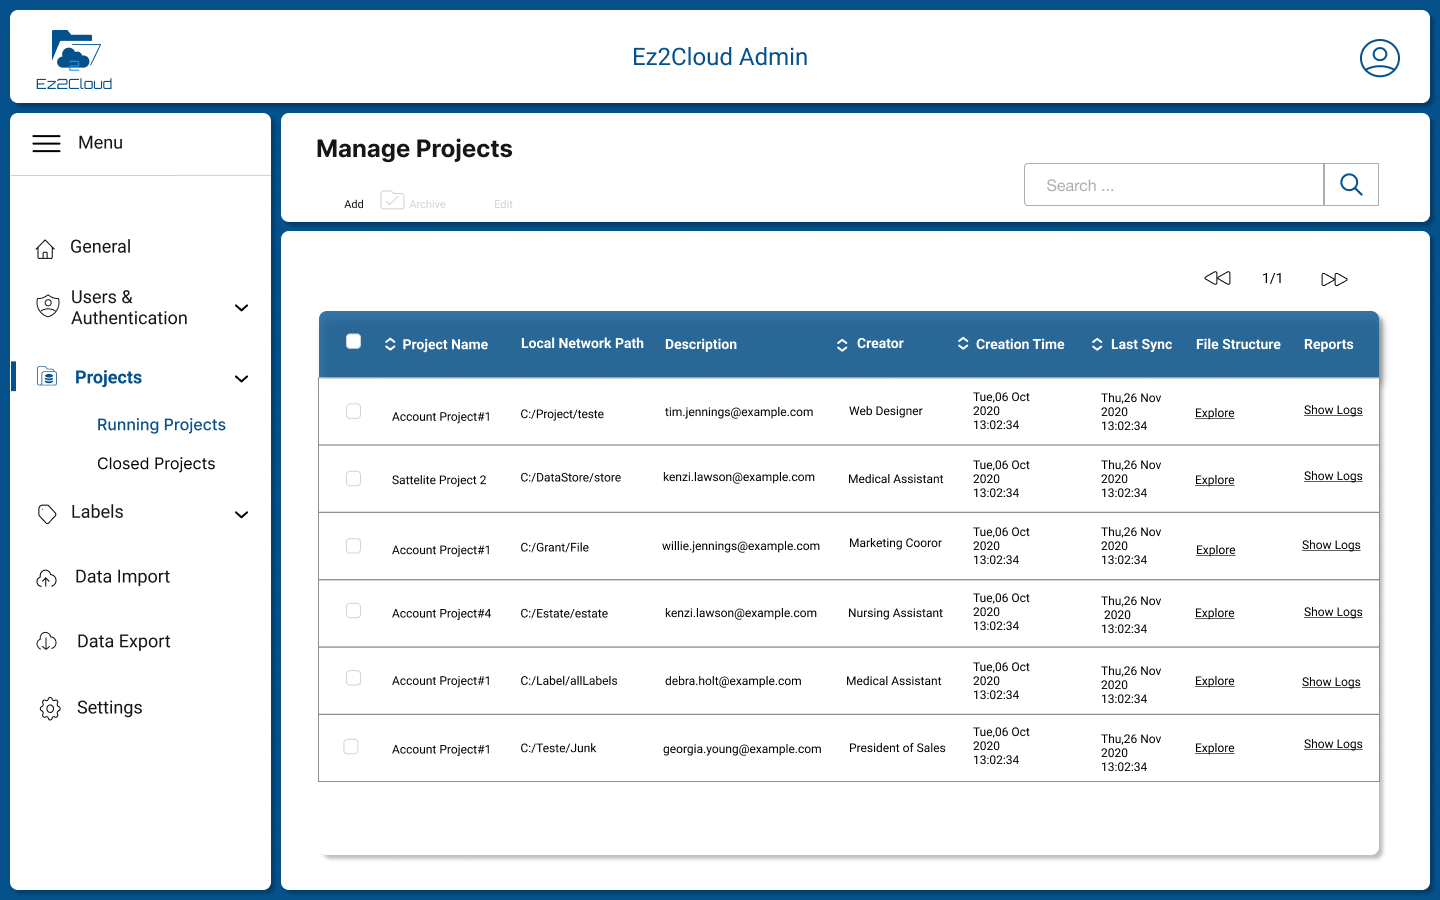 Ez2Cloud
Ez2Cloud Admin
Menu
Manage Projects
Search ...
Add
Archive
Edit
General
Users &
Authentication
Projects
Running Projects
Closed Projects
Labels
Data Import
Data Export
Settings
1/1
Project Name Local Network Path Description Creator Creation Time Last Sync File Structure Reports
Account Project#1 C:/Project/teste tim.jennings@example.com Web Designer Tue,06 Oct 2020 13:02:34 Thu,26 Nov 2020 13:02:34 Explore Show Logs
Sattelite Project 2 C:/DataStore/store kenzi.lawson@example.com Medical Assistant Tue,06 Oct 2020 13:02:34 Thu,26 Nov 2020 13:02:34 Explore Show Logs
Account Project#1 C:/Grant/File willie.jennings@example.com Marketing Cooror Tue,06 Oct 2020 13:02:34 Thu,26 Nov 2020 13:02:34 Explore Show Logs
Account Project#4 C:/Estate/estate kenzi.lawson@example.com Nursing Assistant Tue,06 Oct 2020 13:02:34 Thu,26 Nov 2020 13:02:34 Explore Show Logs
Account Project#1 C:/Label/allLabels debra.holt@example.com Medical Assistant Tue,06 Oct 2020 13:02:34 Thu,26 Nov 2020 13:02:34 Explore Show Logs
Account Project#1 C:/Teste/Junk georgia.young@example.com President of Sales Tue,06 Oct 2020 13:02:34 Thu,26 Nov 2020 13:02:34 Explore Show Logs